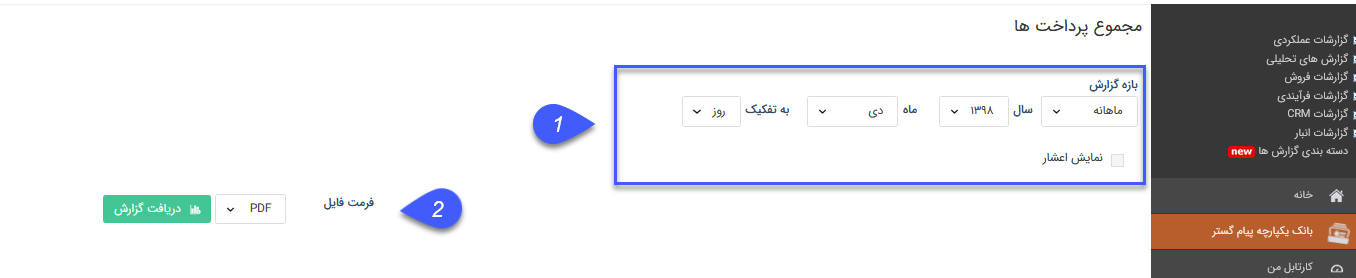 مجموع پرداخت ها
بازه گزارش
ماهانه سال ۱۳۹۸ ماه دی به تفکیک روز
نمایش اعشار
1
فرمت فایل PDF دریافت گزارش
2
گزارشات عملکردی
گزارش های تحلیلی
گزارشات فروش
گزارشات فرآیندی
گزارشات CRM
گزارشات انبار
دسته بندی گزارش ها new
خانه
بانک یکپارچه پیام گستر
کارتابل من